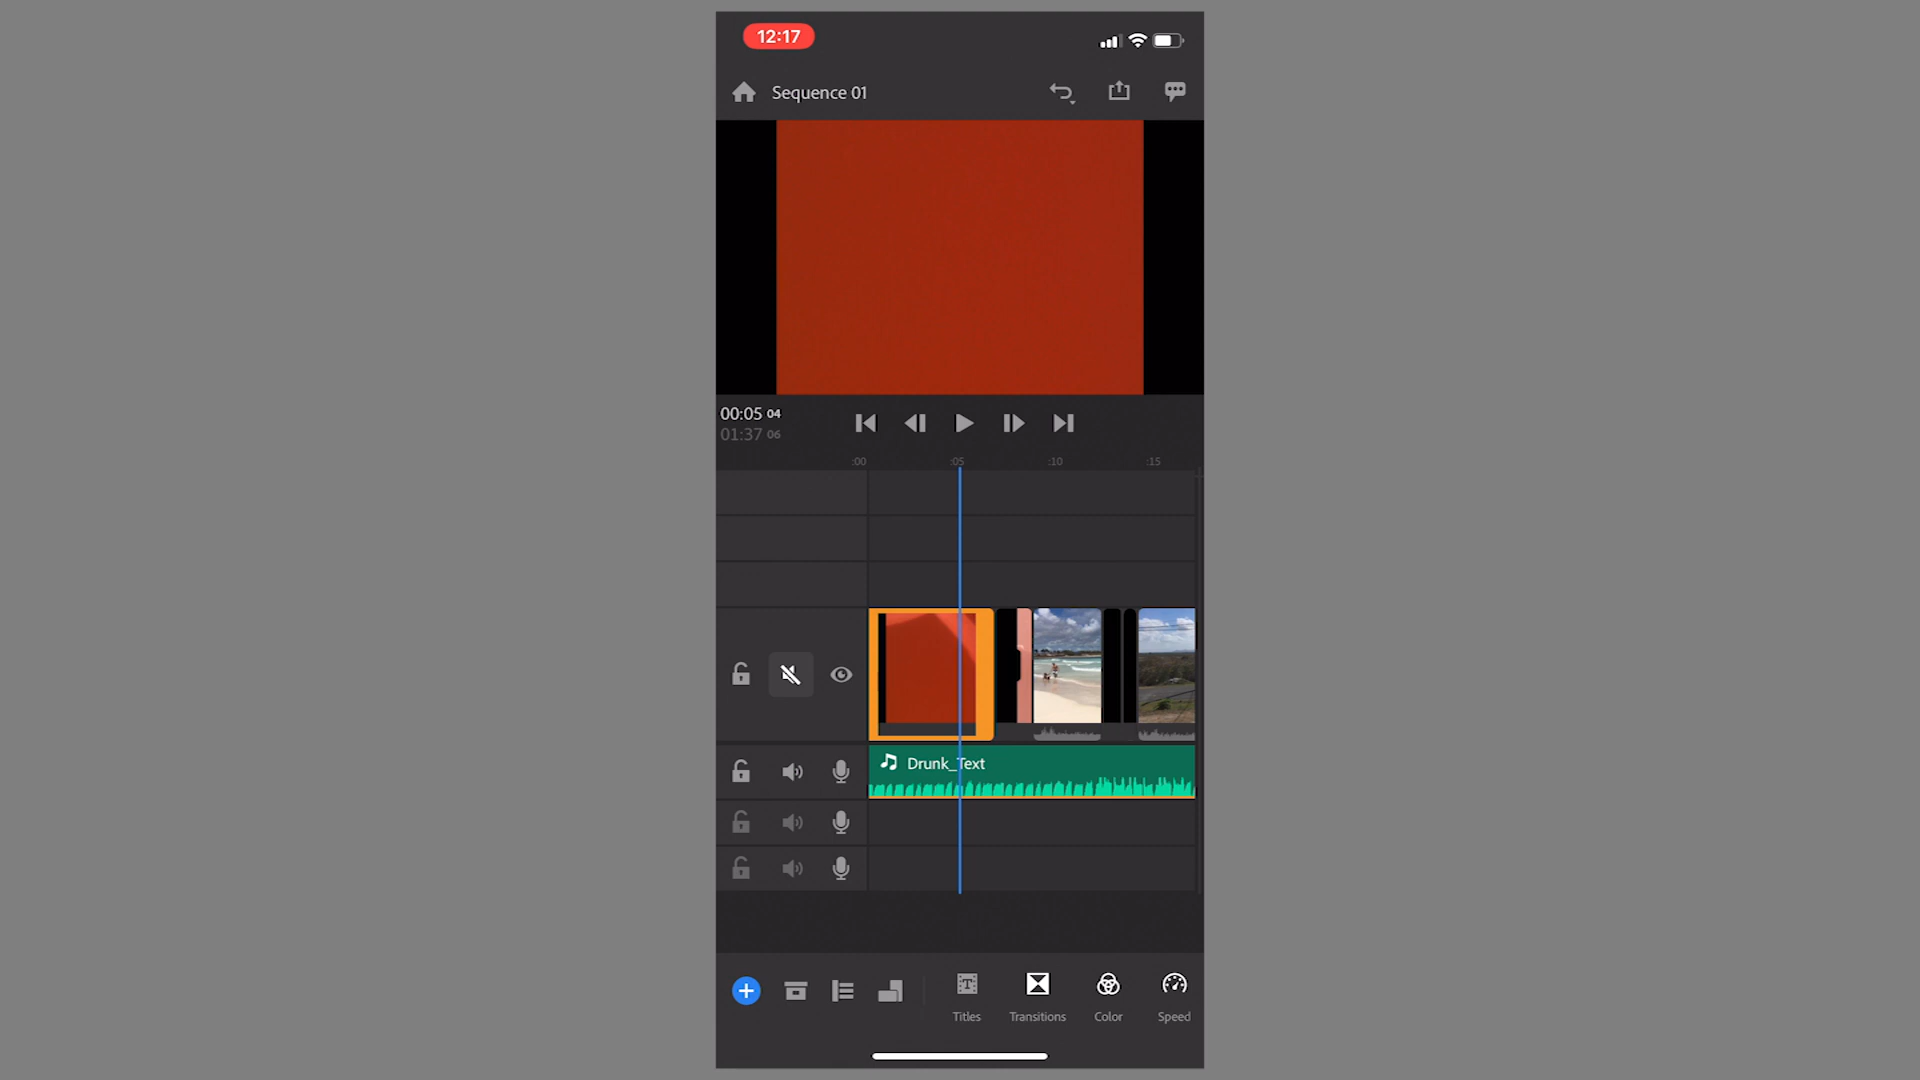 12:17
Sequence 01
00:05 04
01:37 06
:00 :05 :10 :15
Drunk_Text
Titles Transitions Color Speed